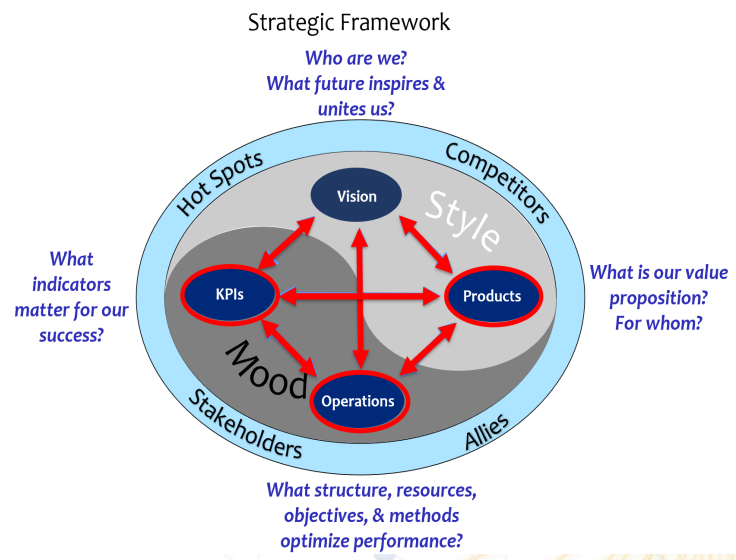 Strategic Framework
Who are we?
What future inspires &
unites us?
Hot Spots
Competitors
Vision
Style
What
indicators
matter for our
success?
KPIs
Products
What is our value
proposition?
For whom?
Mood
Operations
Stakeholders
Allies
What structure, resources,
objectives, & methods
optimize performance?